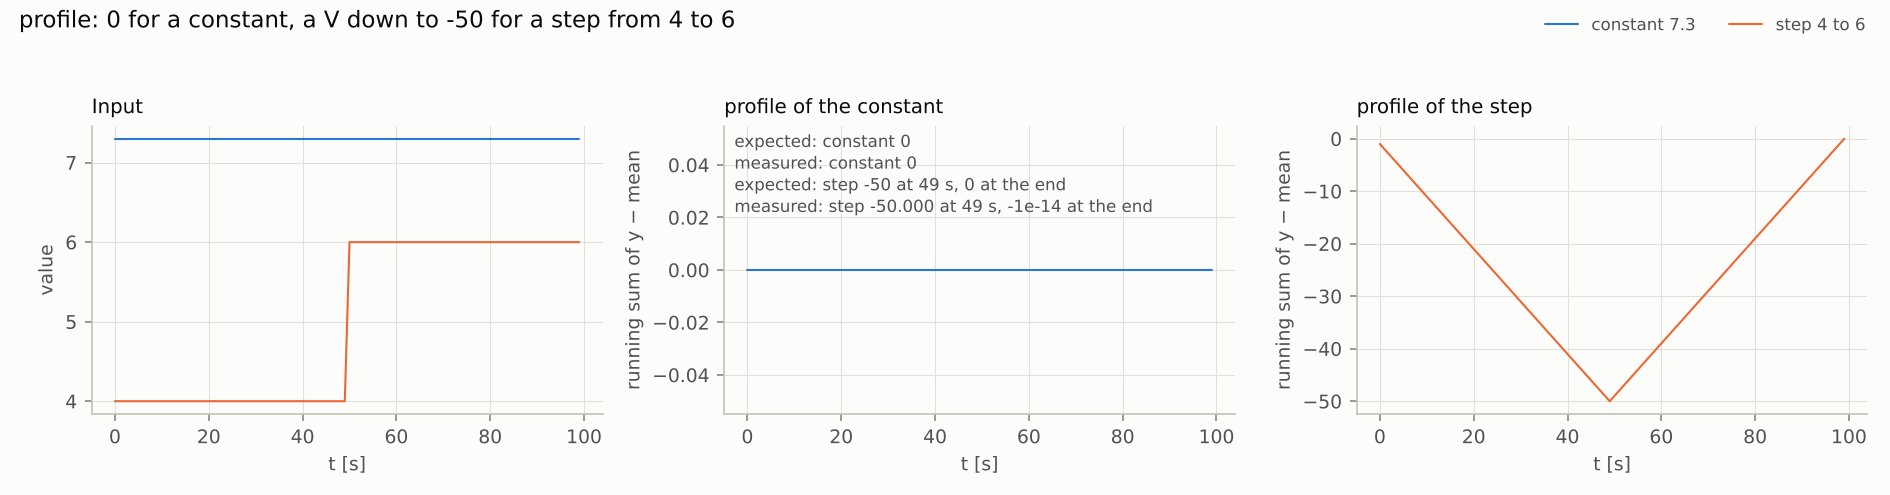 profile: 0 for a constant, a V down to -50 for a step from 4 to 6
constant 7.3
step 4 to 6
Input
value
7
6
5
4
0
20
40
60
80
100
t [s]
profile of the constant
running sum of y − mean
expected: constant 0
measured: constant 0
expected: step -50 at 49 s, 0 at the end
measured: step -50.000 at 49 s, -1e-14 at the end
0.04
0.02
0.00
−0.02
−0.04
0
20
40
60
80
100
t [s]
profile of the step
running sum of y − mean
0
−10
−20
−30
−40
−50
0
20
40
60
80
100
t [s]